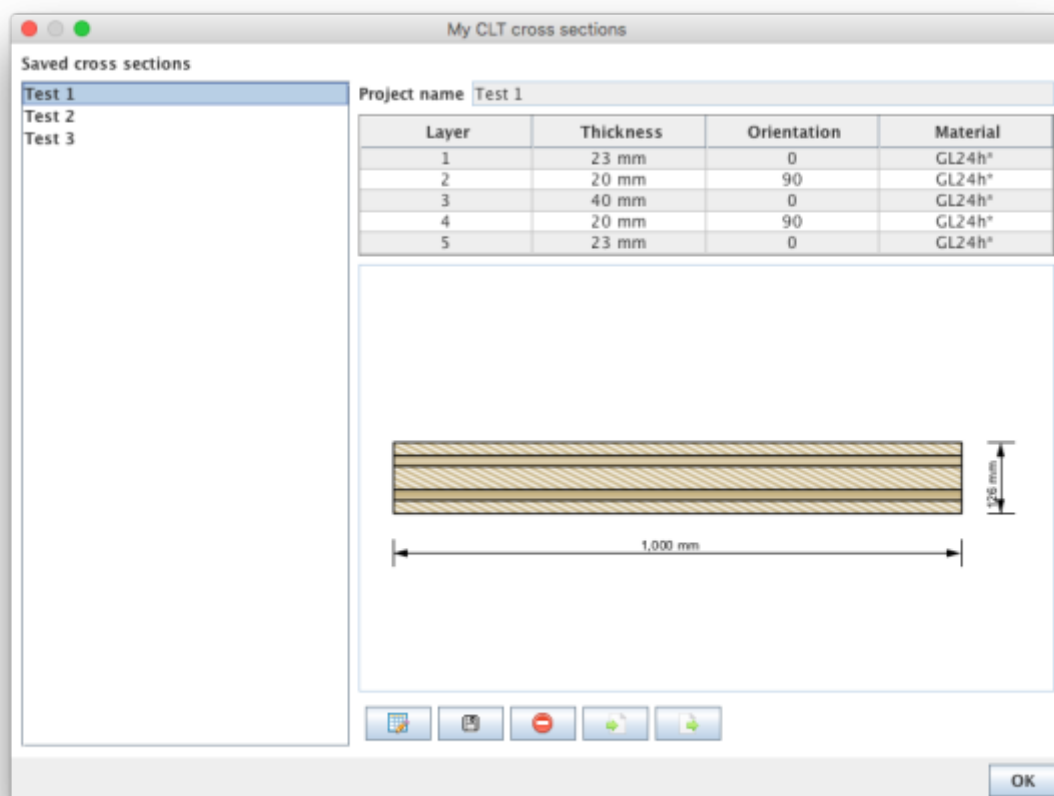 My CLT cross sections
Saved cross sections
Test 1
Test 2
Test 3
Project name Test 1
Layer Thickness Orientation Material
1 23 mm 0 GL24h*
2 20 mm 90 GL24h*
3 40 mm 0 GL24h*
4 20 mm 90 GL24h*
5 23 mm 0 GL24h*
126 mm
1,000 mm
OK